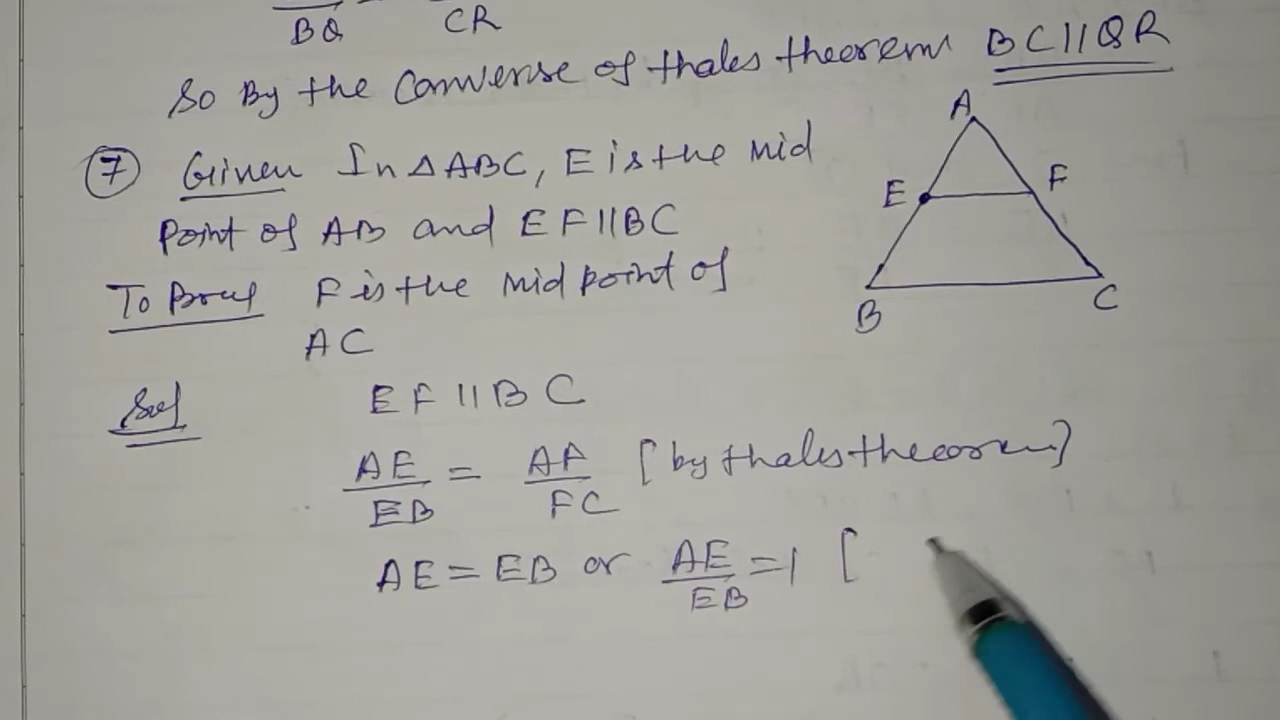 BQ CR
So By the Converse of thales theorem BC||QR
7 Given In △ABC, E is the mid
point of AB and EF||BC
To Prove F is the mid point of
AC
A
E F
B C
Sol EF||BC
AE/EB = AF/FC [by thales theorem]
AE = EB or AE/EB = 1 [